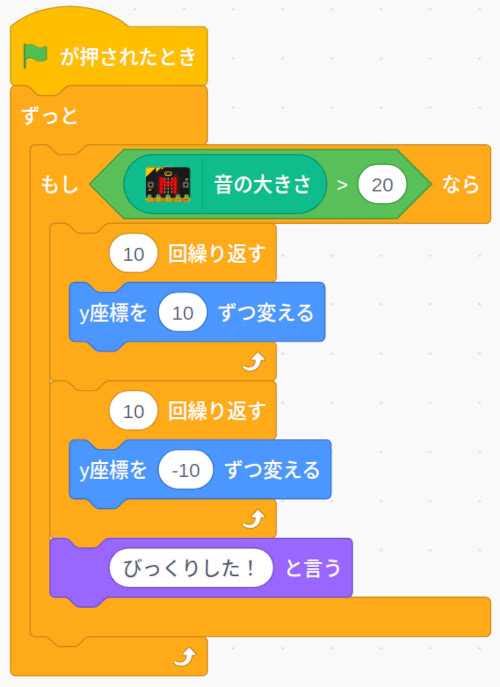 が押されたとき
ずっと
もし 音の大きさ > 20 なら
10 回繰り返す
y座標を 10 ずつ変える
10 回繰り返す
y座標を -10 ずつ変える
びっくりした! と言う